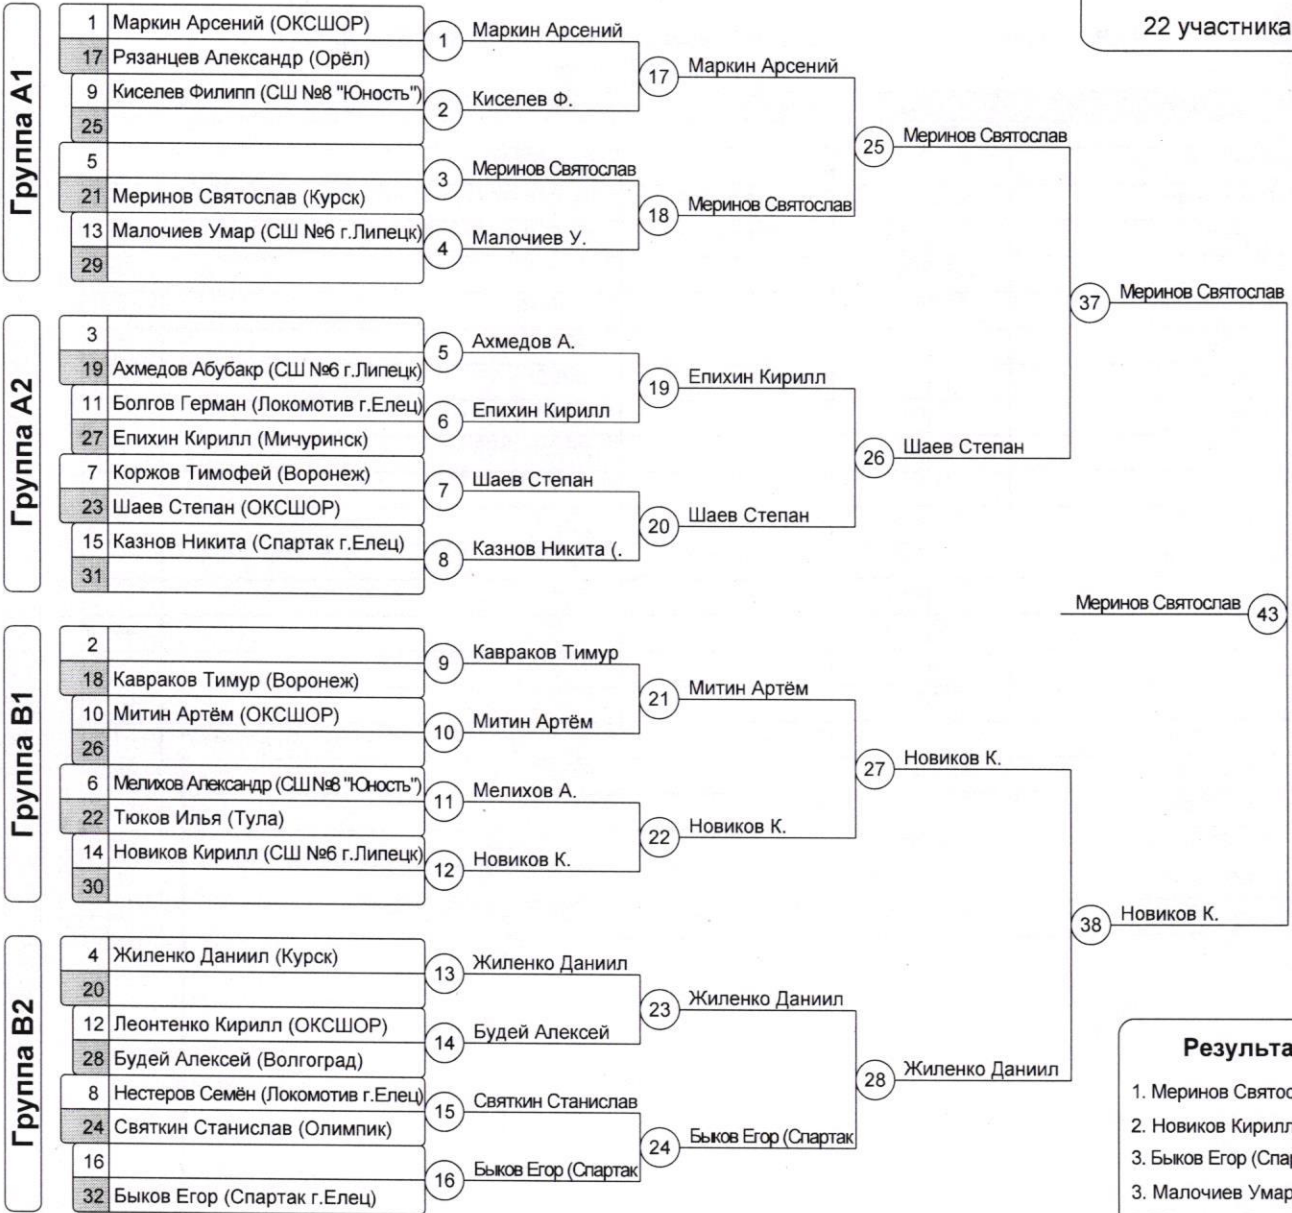 22 участника
Группа А1
1 Маркин Арсений (ОКСШОР)
17 Рязанцев Александр (Орёл)
9 Киселев Филипп (СШ №8 "Юность")
25
5
21 Меринов Святослав (Курск)
13 Малочиев Умар (СШ №6 г.Липецк)
29
1 Маркин Арсений
2 Киселев Ф.
3 Меринов Святослав
4 Малочиев У.
17 Маркин Арсений
18 Меринов Святослав
25 Меринов Святослав
Группа А2
3
19 Ахмедов Абубакр (СШ №6 г.Липецк)
11 Болгов Герман (Локомотив г.Елец)
27 Епихин Кирилл (Мичуринск)
7 Коржов Тимофей (Воронеж)
23 Шаев Степан (ОКСШОР)
15 Казнов Никита (Спартак г.Елец)
31
5 Ахмедов А.
6 Епихин Кирилл
7 Шаев Степан
8 Казнов Никита (.
19 Епихин Кирилл
20 Шаев Степан
26 Шаев Степан
37 Меринов Святослав
Группа В1
2
18 Кавраков Тимур (Воронеж)
10 Митин Артём (ОКСШОР)
26
6 Мелихов Александр (СШ №8 "Юность")
22 Тюков Илья (Тула)
14 Новиков Кирилл (СШ №6 г.Липецк)
30
9 Кавраков Тимур
10 Митин Артём
11 Мелихов А.
12 Новиков К.
21 Митин Артём
22 Новиков К.
27 Новиков К.
Группа В2
4 Жиленко Даниил (Курск)
20
12 Леонтенко Кирилл (ОКСШОР)
28 Будей Алексей (Волгоград)
8 Нестеров Семён (Локомотив г.Елец)
24 Святкин Станислав (Олимпик)
16
32 Быков Егор (Спартак г.Елец)
13 Жиленко Даниил
14 Будей Алексей
15 Святкин Станислав
16 Быков Егор (Спартак
23 Жиленко Даниил
24 Быков Егор (Спартак
28 Жиленко Даниил
38 Новиков К.
Меринов Святослав 43
Результа
1. Меринов Святос
2. Новиков Кирилл
3. Быков Егор (Спар
3. Малочиев Умар